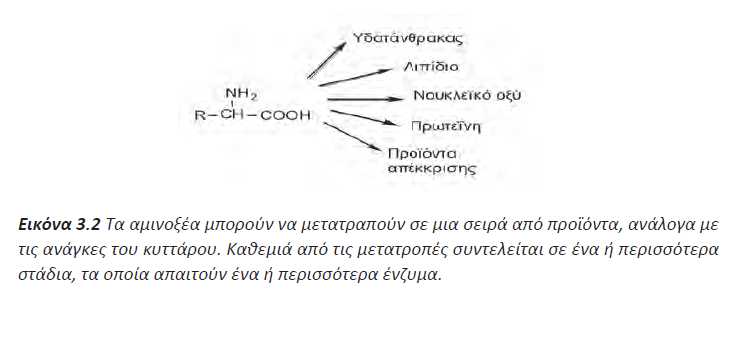 Υδατάνθρακας
Λιπίδιο
NH2
Νουκλεϊκό οξύ
R–CH–COOH
Πρωτεΐνη
Προϊόντα
απέκκρισης
Εικόνα 3.2 Τα αμινοξέα μπορούν να μετατραπούν σε μια σειρά από προϊόντα, ανάλογα με
τις ανάγκες του κυττάρου. Καθεμιά από τις μετατροπές συντελείται σε ένα ή περισσότερα
στάδια, τα οποία απαιτούν ένα ή περισσότερα ένζυμα.